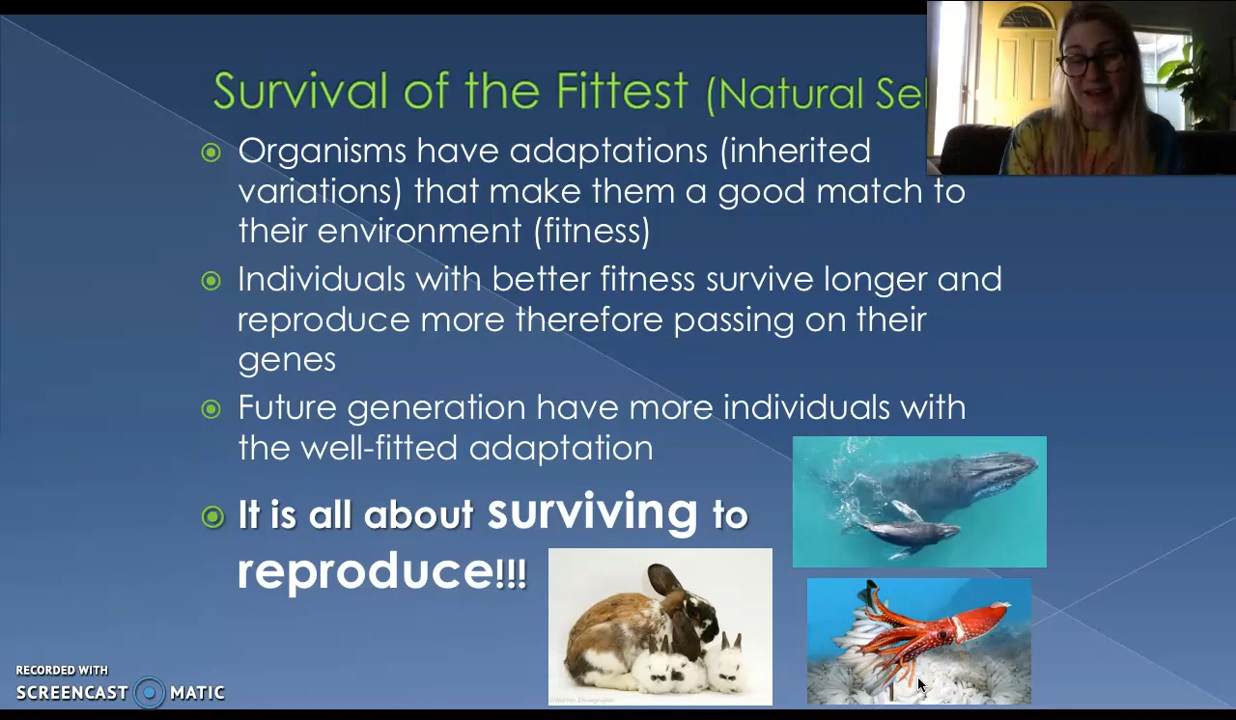 Survival of the Fittest (Natural Sel
Organisms have adaptations (inherited
variations) that make them a good match to
their environment (fitness)
Individuals with better fitness survive longer and
reproduce more therefore passing on their
genes
Future generation have more individuals with
the well-fitted adaptation
It is all about surviving to
reproduce!!!
RECORDED WITH
SCREENCAST MATIC